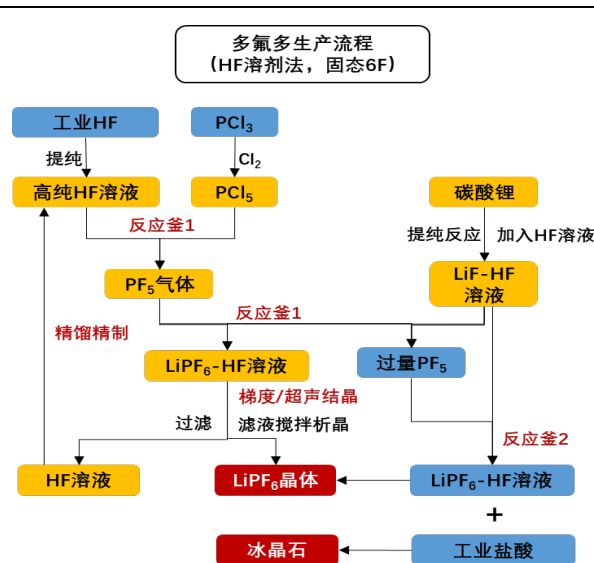 多氟多生产流程
(HF溶剂法，固态6F)
工业HF
PCl₃
提纯
Cl₂
高纯HF溶液
PCl₅
碳酸锂
反应釜1
提纯反应
加入HF溶液
PF₅气体
LiF-HF
溶液
反应釜1
精馏精制
LiPF₆-HF溶液
过量PF₅
梯度/超声结晶
过滤
滤液搅拌析晶
反应釜2
HF溶液
LiPF₆晶体
LiPF₆-HF溶液
+
冰晶石
工业盐酸